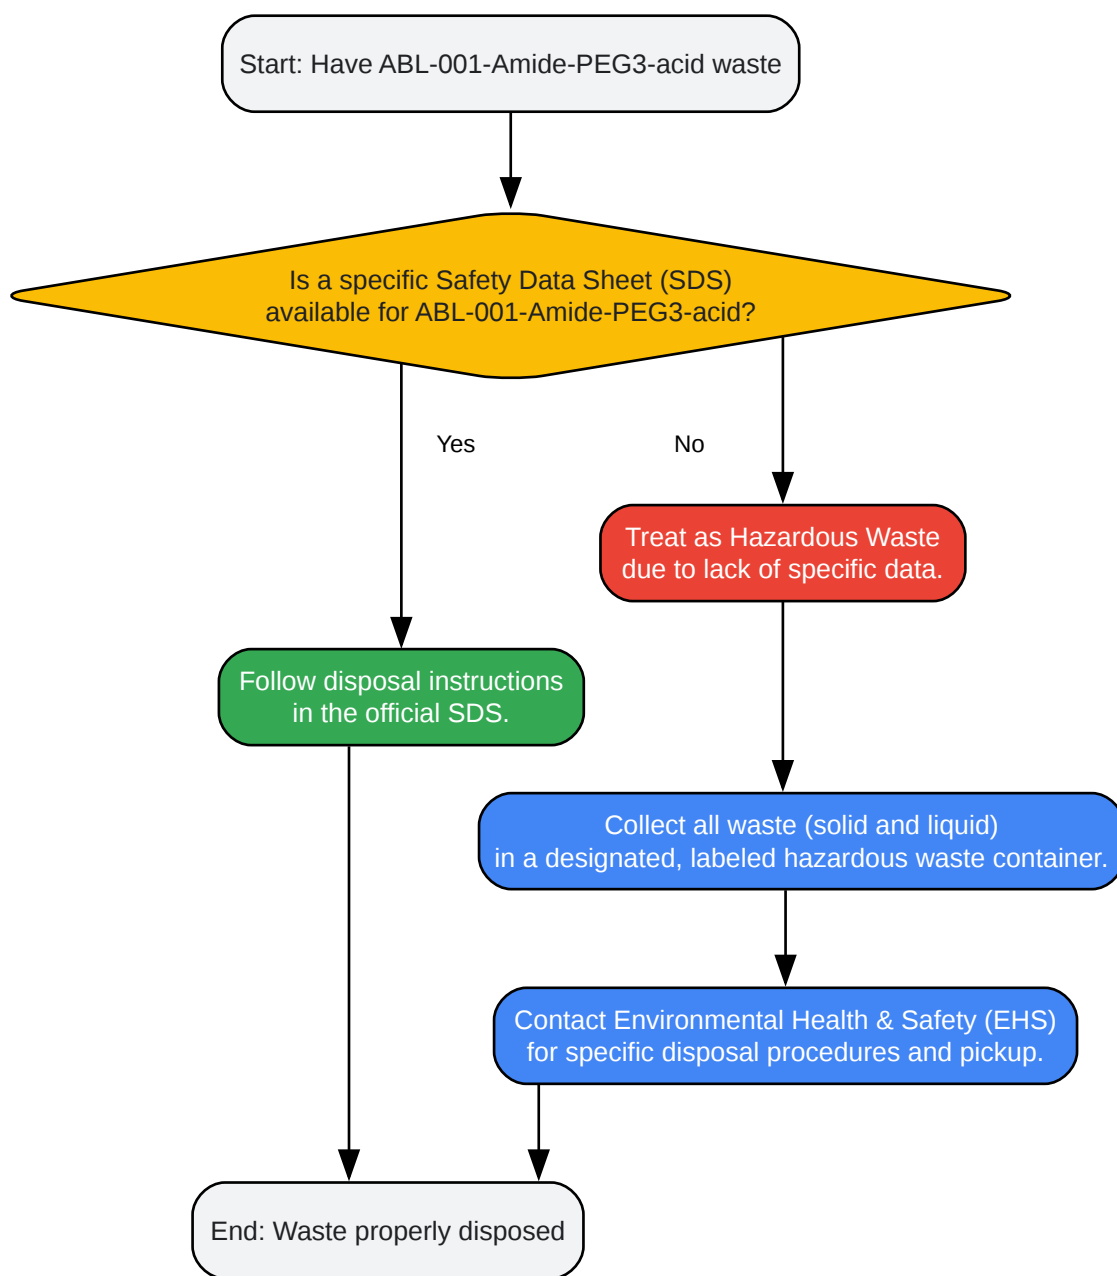 Start: Have ABL-001-Amide-PEG3-acid waste
Is a specific Safety Data Sheet (SDS)
available for ABL-001-Amide-PEG3-acid?
Yes
No
Treat as Hazardous Waste
due to lack of specific data.
Follow disposal instructions
in the official SDS.
Collect all waste (solid and liquid)
in a designated, labeled hazardous waste container.
Contact Environmental Health & Safety (EHS)
for specific disposal procedures and pickup.
End: Waste properly disposed